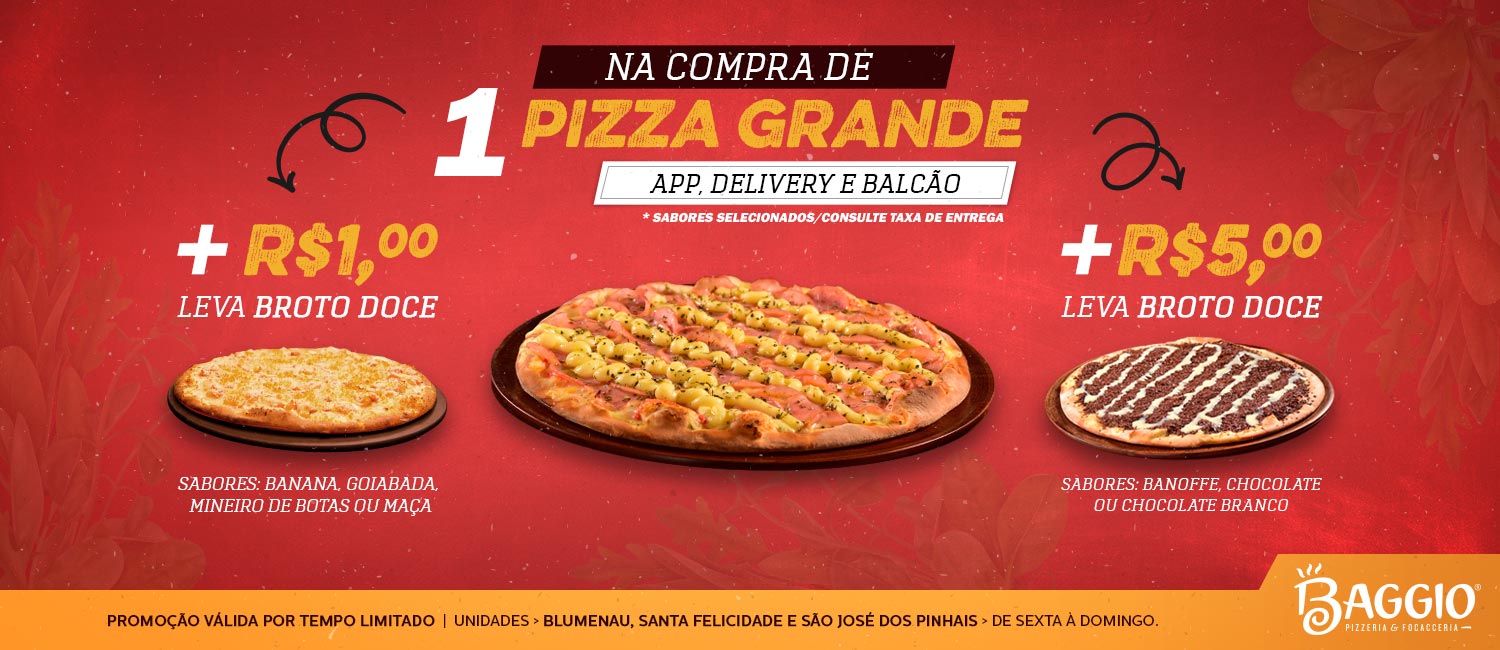 NA COMPRA DE
1 PIZZA GRANDE
APP, DELIVERY E BALCÃO
* SABORES SELECIONADOS/CONSULTE TAXA DE ENTREGA
+ R$1,00
LEVA BROTO DOCE
SABORES: BANANA, GOIABADA,
MINEIRO DE BOTAS OU MAÇA
+ R$5,00
LEVA BROTO DOCE
SABORES: BANOFFE, CHOCOLATE
OU CHOCOLATE BRANCO
PROMOÇÃO VÁLIDA POR TEMPO LIMITADO | UNIDADES > BLUMENAU, SANTA FELICIDADE E SÃO JOSÉ DOS PINHAIS > DE SEXTA À DOMINGO.
BAGGIO®
PIZZERIA & FOCACCERIA